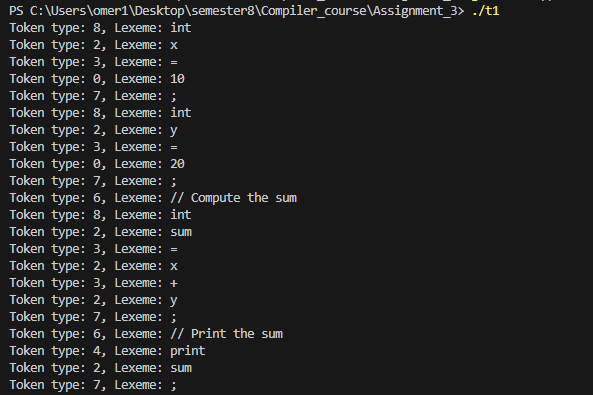 PS C:\Users\omer1\Desktop\semester8\Compiler_course\Assignment_3> ./t1
Token type: 8, Lexeme: int
Token type: 2, Lexeme: x
Token type: 3, Lexeme: =
Token type: 0, Lexeme: 10
Token type: 7, Lexeme: ;
Token type: 8, Lexeme: int
Token type: 2, Lexeme: y
Token type: 3, Lexeme: =
Token type: 0, Lexeme: 20
Token type: 7, Lexeme: ;
Token type: 6, Lexeme: // Compute the sum
Token type: 8, Lexeme: int
Token type: 2, Lexeme: sum
Token type: 3, Lexeme: =
Token type: 2, Lexeme: x
Token type: 3, Lexeme: +
Token type: 2, Lexeme: y
Token type: 7, Lexeme: ;
Token type: 6, Lexeme: // Print the sum
Token type: 4, Lexeme: print
Token type: 2, Lexeme: sum
Token type: 7, Lexeme: ;